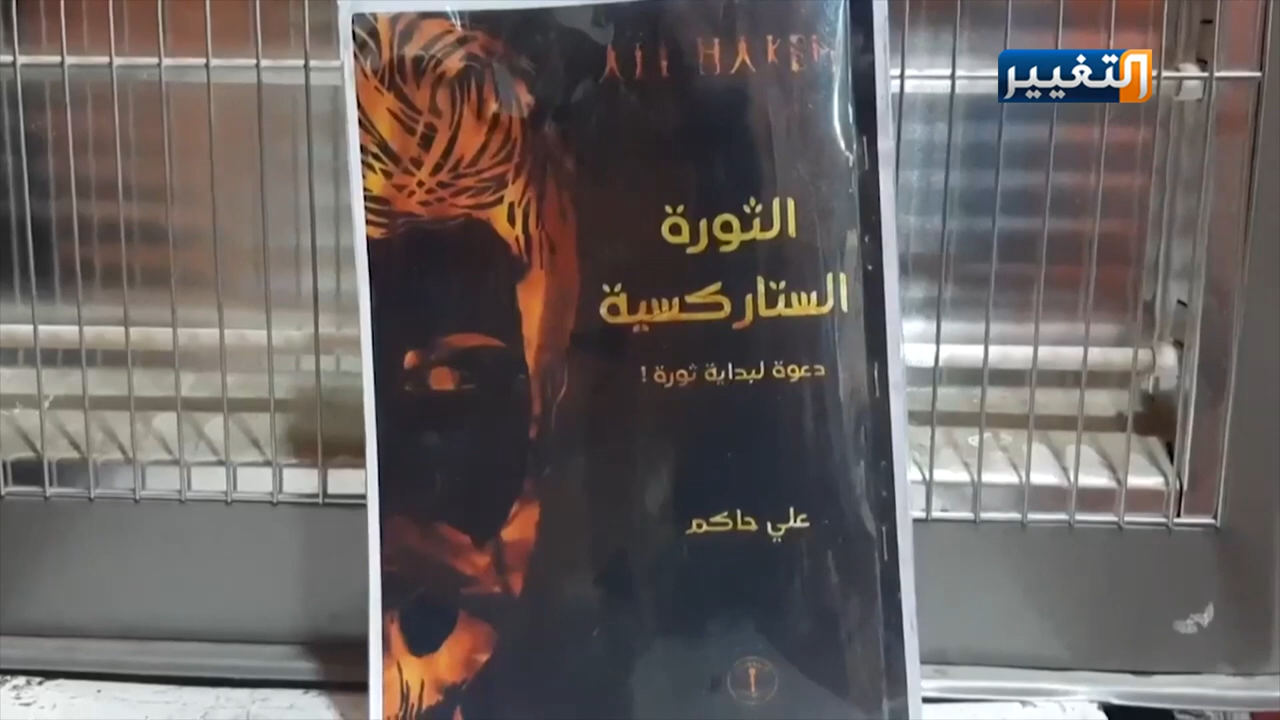 التغيير
ALI HAKEM
الثورة
الستاركسية
دعوة لبداية ثورة !
علي حاكم